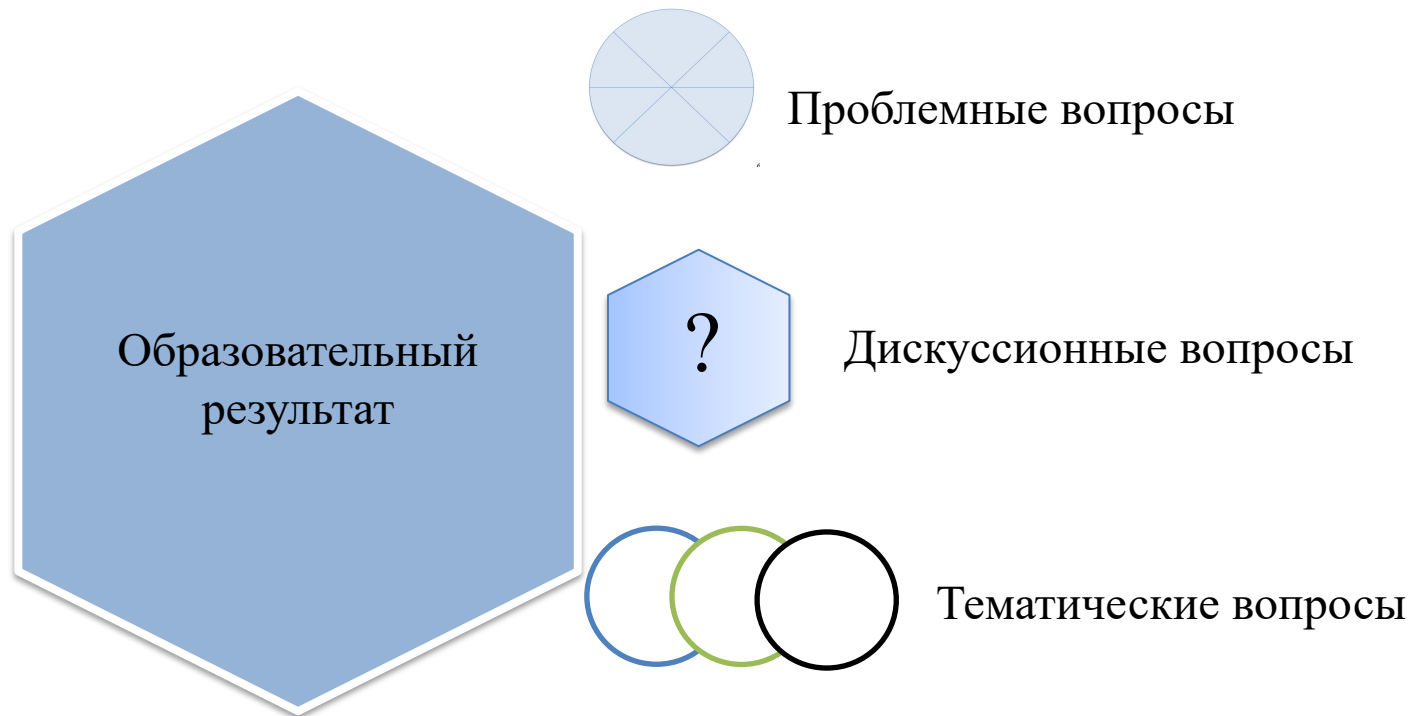 Проблемные вопросы
Образовательный
результат
?
Дискуссионные вопросы
Тематические вопросы